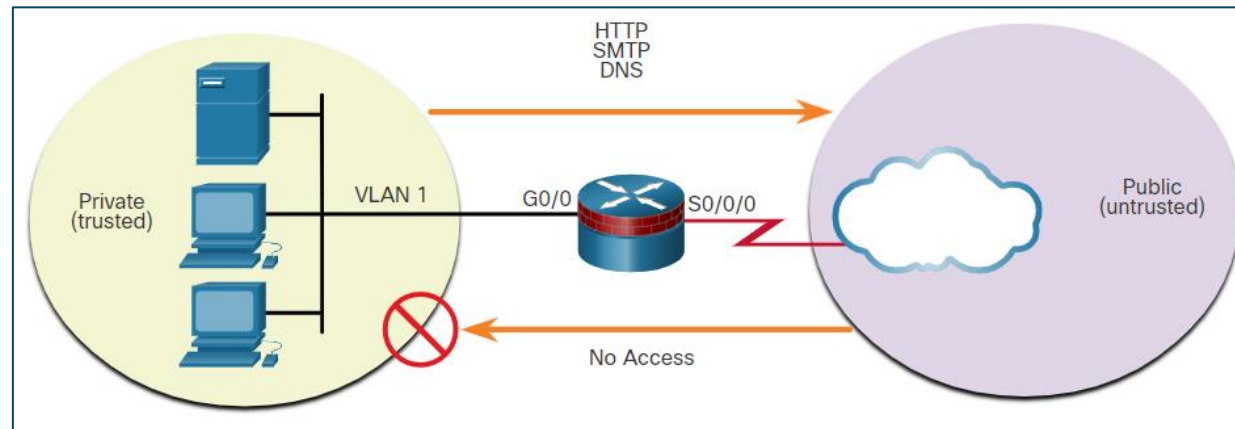 HTTP
SMTP
DNS
Private
(trusted)
VLAN 1
G0/0
S0/0/0
Public
(untrusted)
No Access